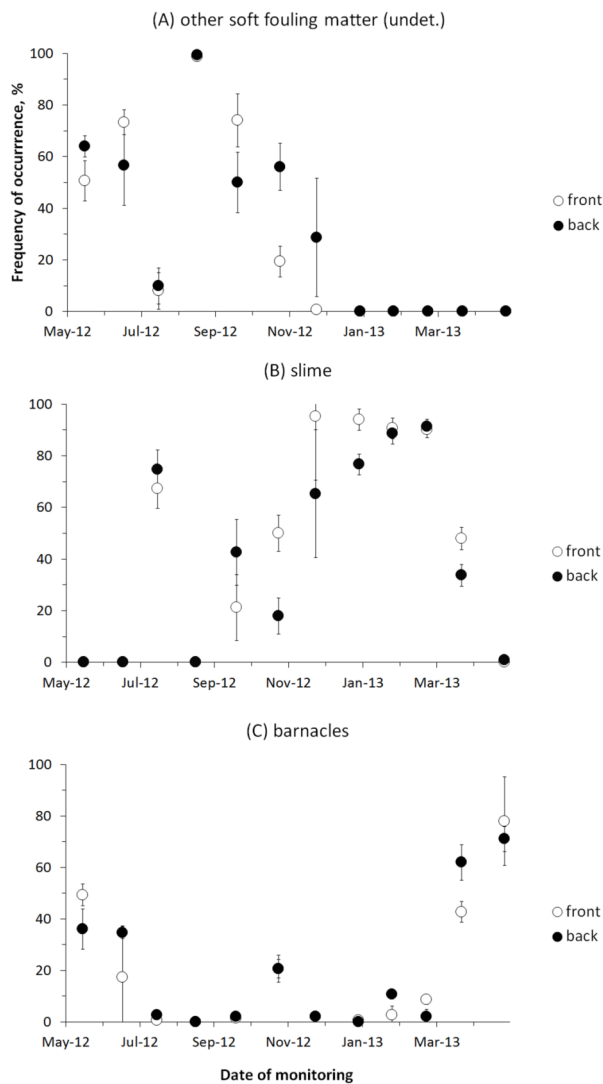 (A) other soft fouling matter (undet.)
Frequency of occurrrence, %
100
80
60
40
20
0
May-12 Jul-12 Sep-12 Nov-12 Jan-13 Mar-13
front
back
(B) slime
100
80
60
40
20
0
May-12 Jul-12 Sep-12 Nov-12 Jan-13 Mar-13
front
back
(C) barnacles
100
80
60
40
20
0
May-12 Jul-12 Sep-12 Nov-12 Jan-13 Mar-13
front
back
Date of monitoring